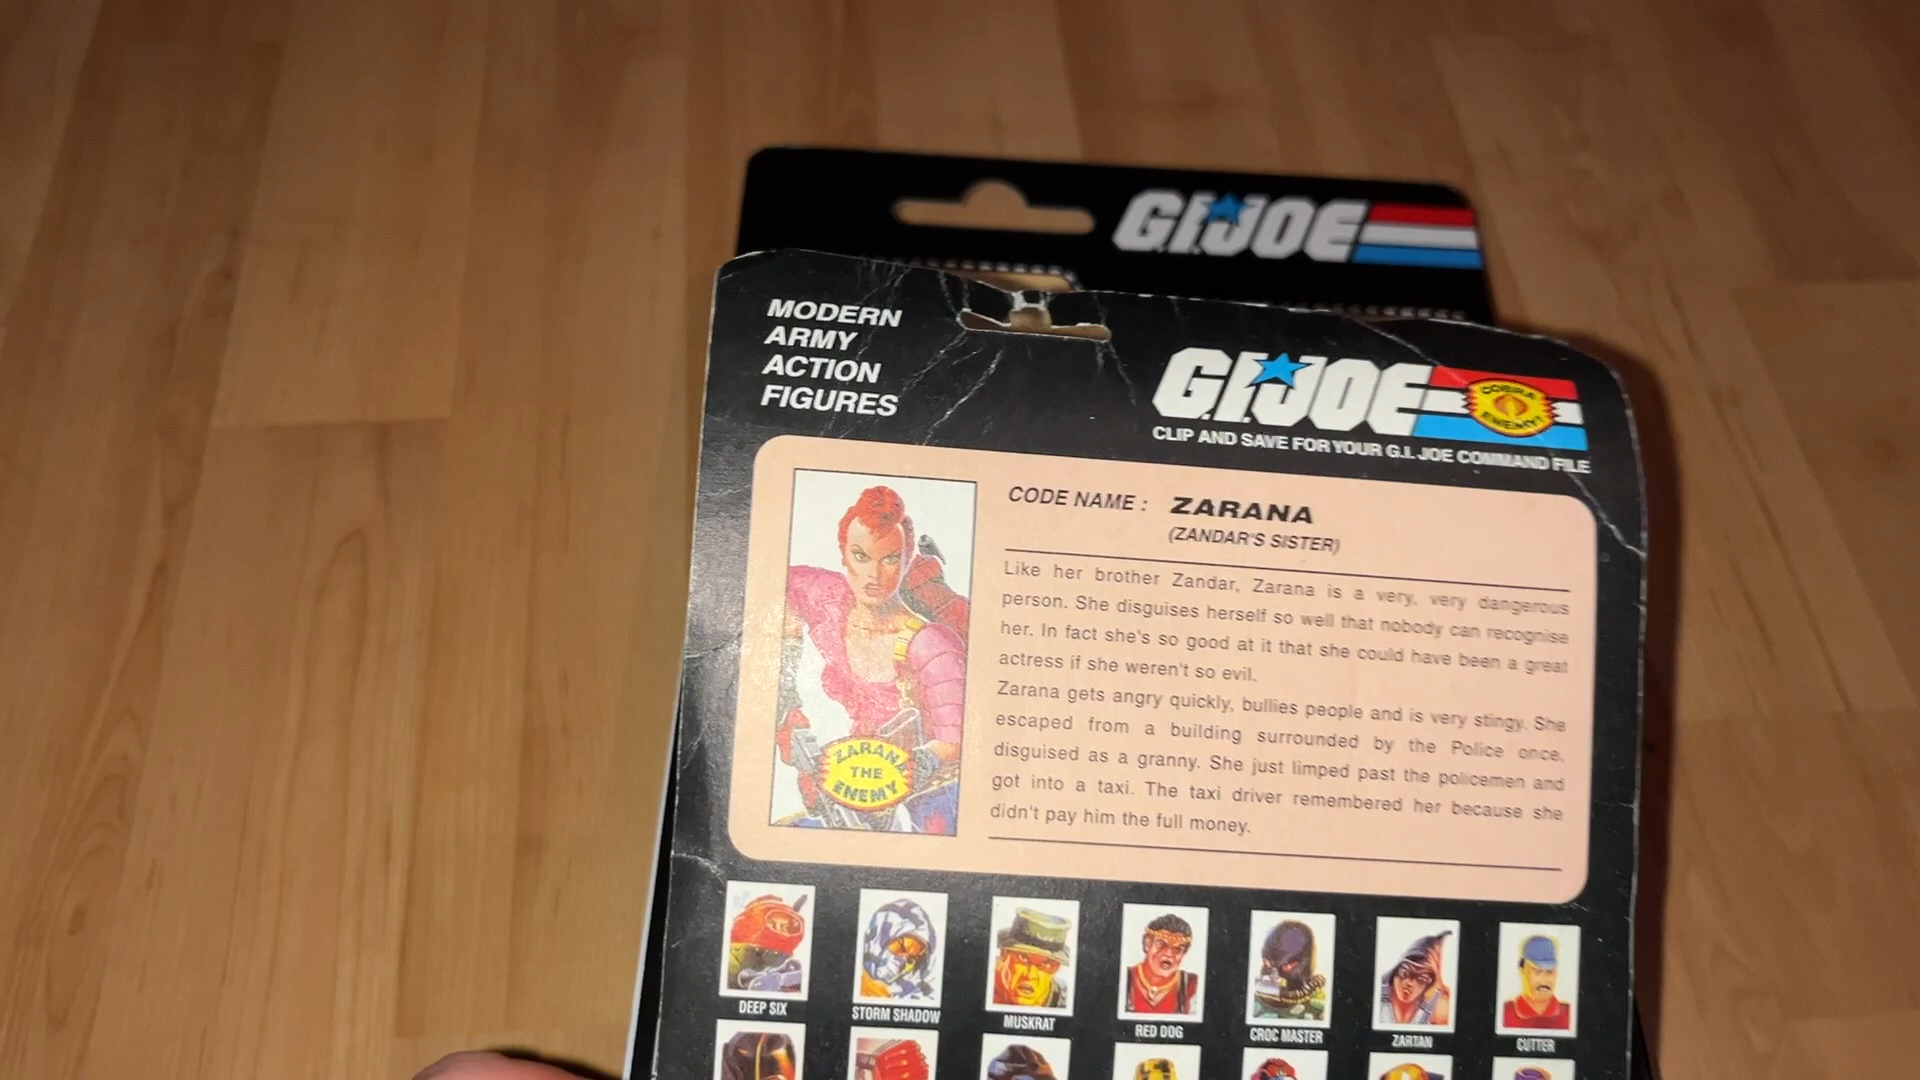 G.I.JOE
MODERN
ARMY
ACTION
FIGURES
G.I.JOE
COBRA
ENEMY
CLIP AND SAVE FOR YOUR G.I. JOE COMMAND FILE
CODE NAME : ZARANA
(ZANDAR'S SISTER)
Like her brother Zandar, Zarana is a very, very dangerous
person. She disguises herself so well that nobody can recognise
her. In fact she's so good at it that she could have been a great
actress if she weren't so evil.
Zarana gets angry quickly, bullies people and is very stingy. She
escaped from a building surrounded by the Police once,
disguised as a granny. She just limped past the policemen and
got into a taxi. The taxi driver remembered her because she
didn't pay him the full money.
ZARANA
THE
ENEMY
DEEP SIX
STORM SHADOW
MUSKRAT
RED DOG
CROC MASTER
ZARTAN
CUTTER